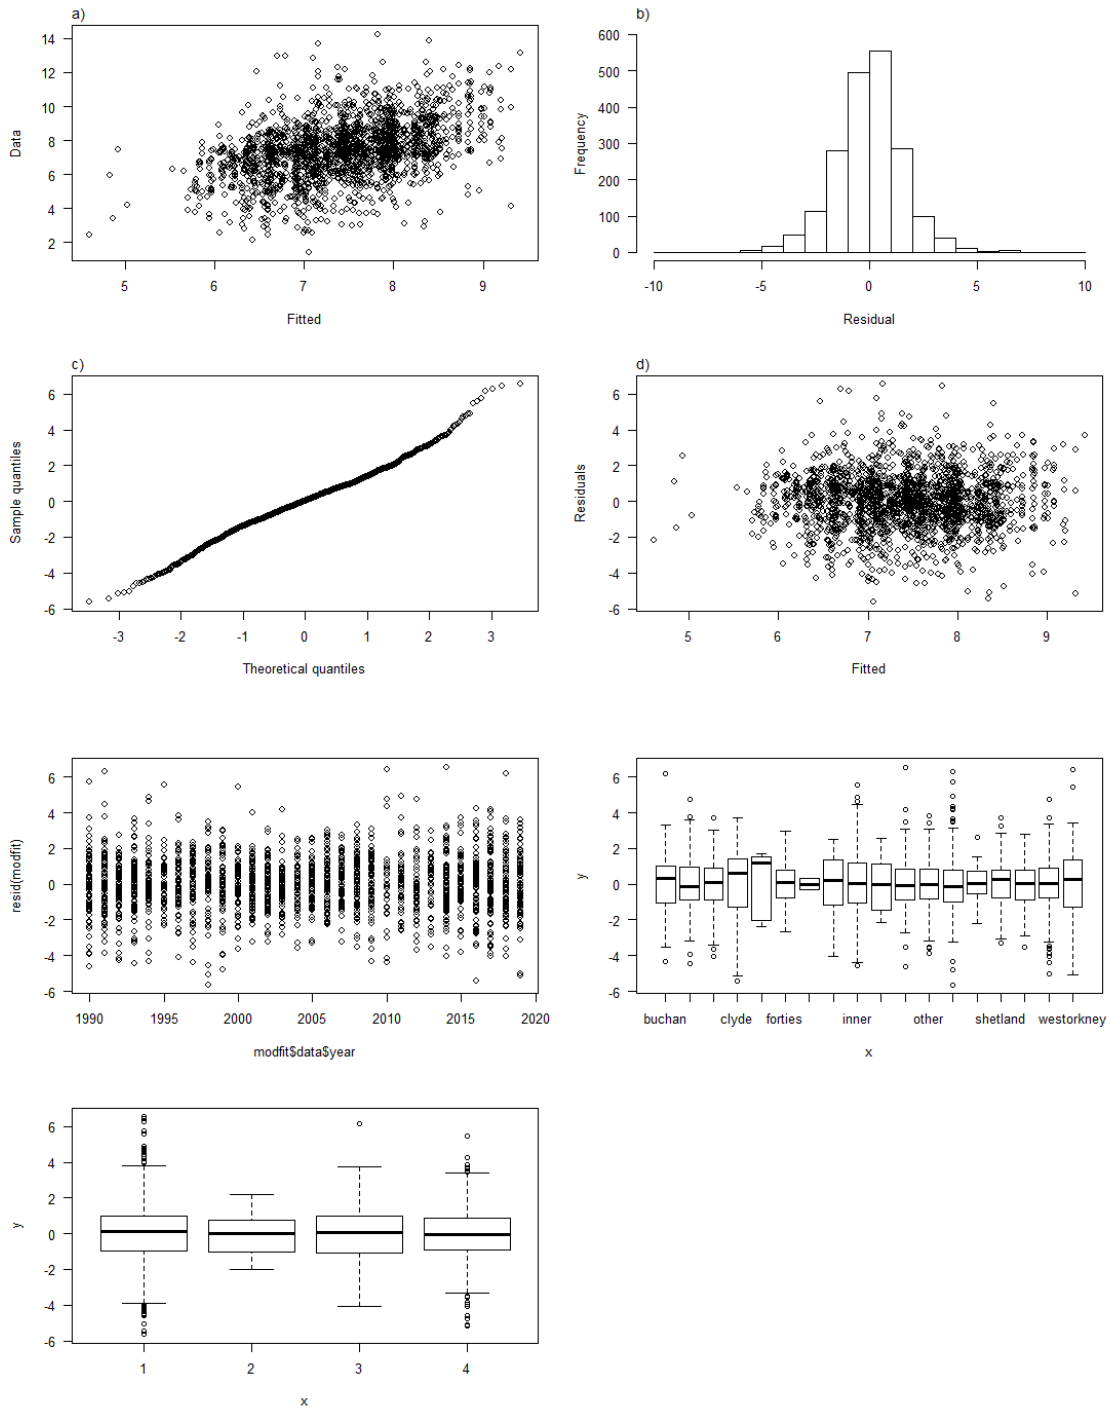 a)
14
12
10
8
6
4
2
Data
5 6 7 8 9
Fitted
b)
600
500
400
300
200
100
0
Frequency
-10 -5 0 5 10
Residual
c)
6
4
2
0
-2
-4
-6
Sample quantiles
-3 -2 -1 0 1 2 3
Theoretical quantiles
d)
6
4
2
0
-2
-4
-6
Residuals
5 6 7 8 9
Fitted
6
4
2
0
-2
-4
-6
resid(modfit)
1990 1995 2000 2005 2010 2015 2020
modfit$data$year
6
4
2
0
-2
-4
-6
y
buchan clyde forties inner other shetland westorkney
x
6
4
2
0
-2
-4
-6
y
1 2 3 4
x